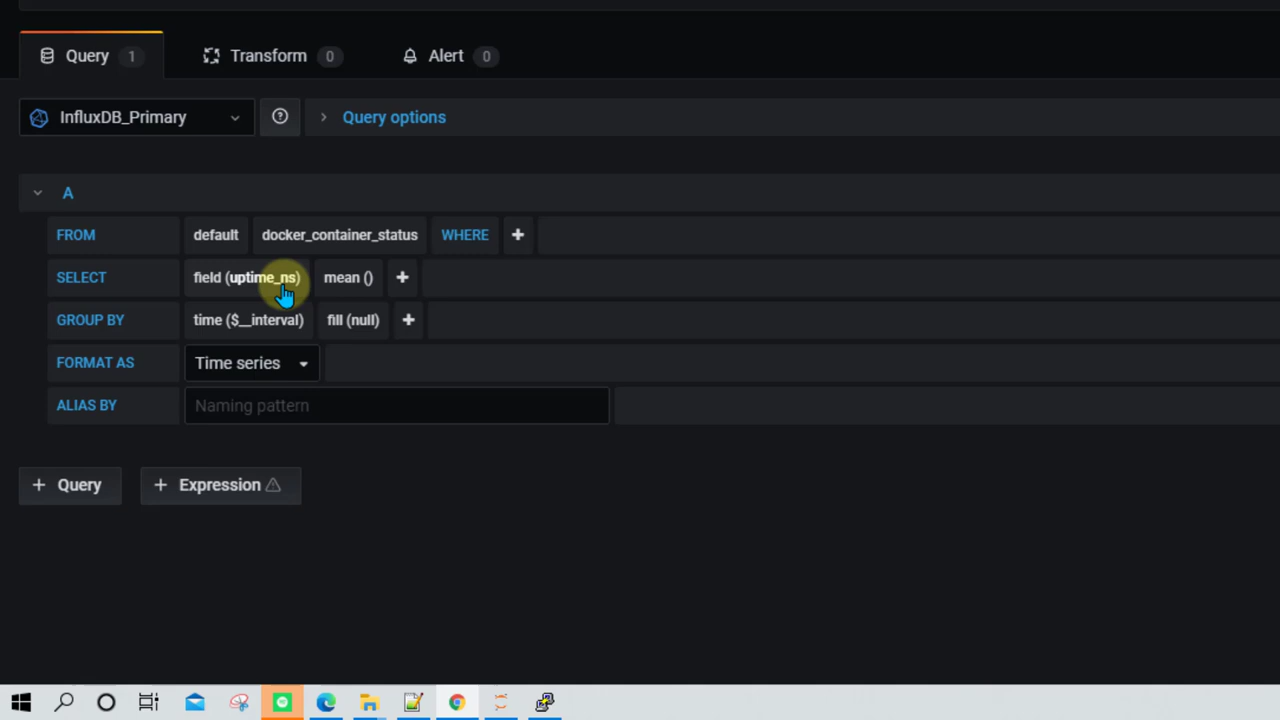 Query 1 Transform 0 Alert 0
InfluxDB_Primary Query options
A
FROM default docker_container_status WHERE +
SELECT field (uptime_ns) mean () +
GROUP BY time ($__interval) fill (null) +
FORMAT AS Time series
ALIAS BY Naming pattern
+ Query + Expression